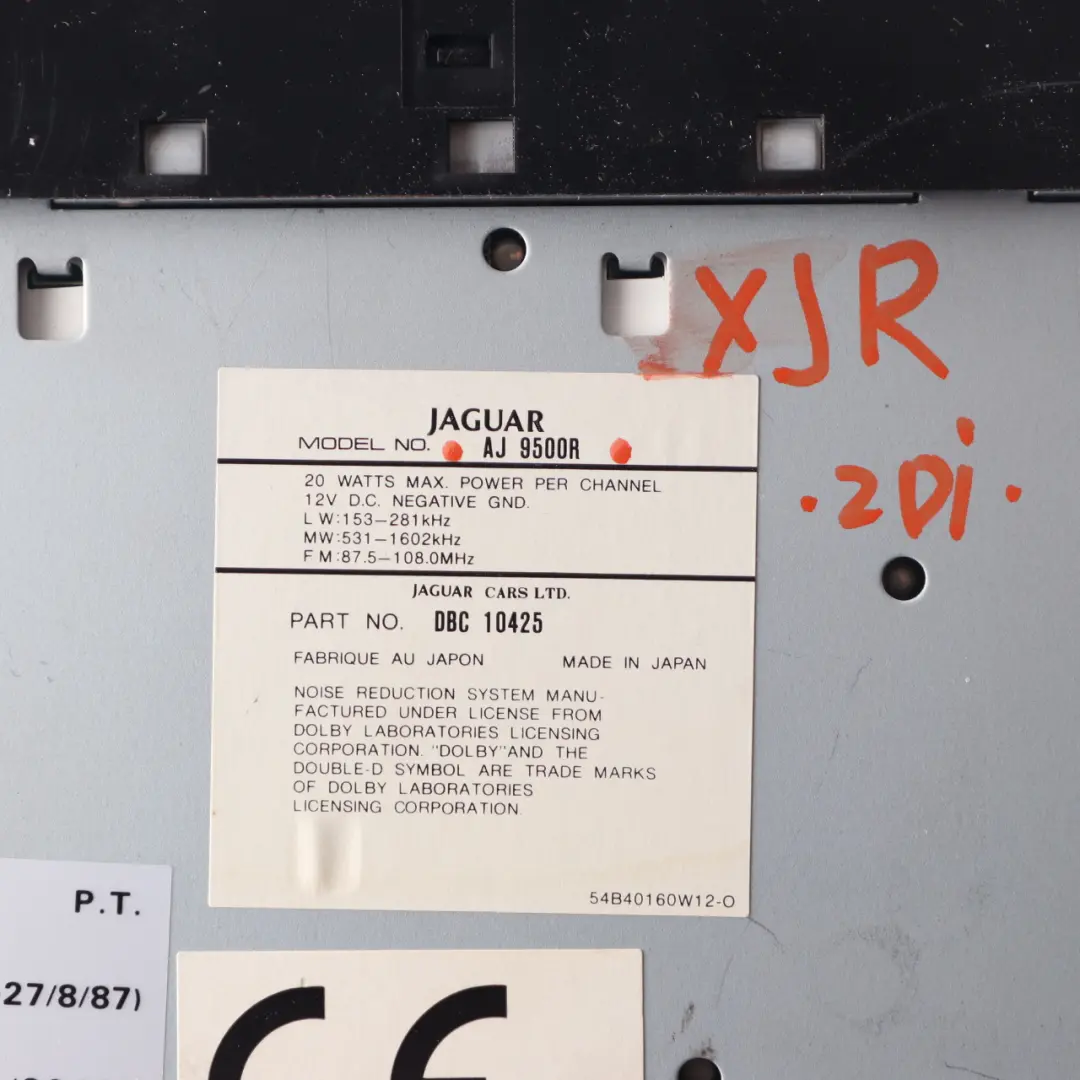 XJR
.2Di.
JAGUAR
MODEL NO. AJ 9500R
20 WATTS MAX. POWER PER CHANNEL
12V D.C. NEGATIVE GND.
LW:153–281kHz
MW:531–1602kHz
FM:87.5–108.0MHz
JAGUAR CARS LTD.
PART NO. DBC 10425
FABRIQUE AU JAPON MADE IN JAPAN
NOISE REDUCTION SYSTEM MANU-
FACTURED UNDER LICENSE FROM
DOLBY LABORATORIES LICENSING
CORPORATION. "DOLBY" AND THE
DOUBLE-D SYMBOL ARE TRADE MARKS
OF DOLBY LABORATORIES
LICENSING CORPORATION.
54B40160W12-O
P.T.
27/8/87)
CE